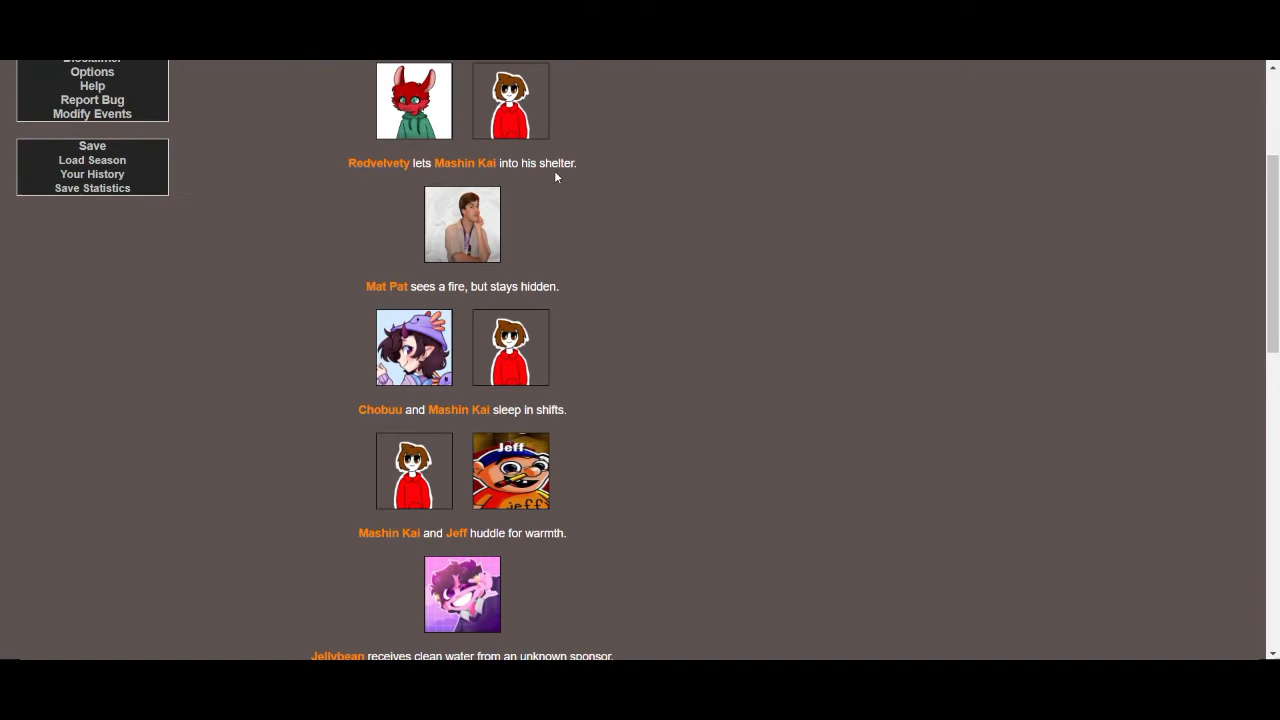 Disclaimer
Options
Help
Report Bug
Modify Events
Save
Load Season
Your History
Save Statistics
Redvelvety lets Mashin Kai into his shelter.
Mat Pat sees a fire, but stays hidden.
Chobuu and Mashin Kai sleep in shifts.
Jeff
jeff
Mashin Kai and Jeff huddle for warmth.
Jellybean receives clean water from an unknown sponsor.